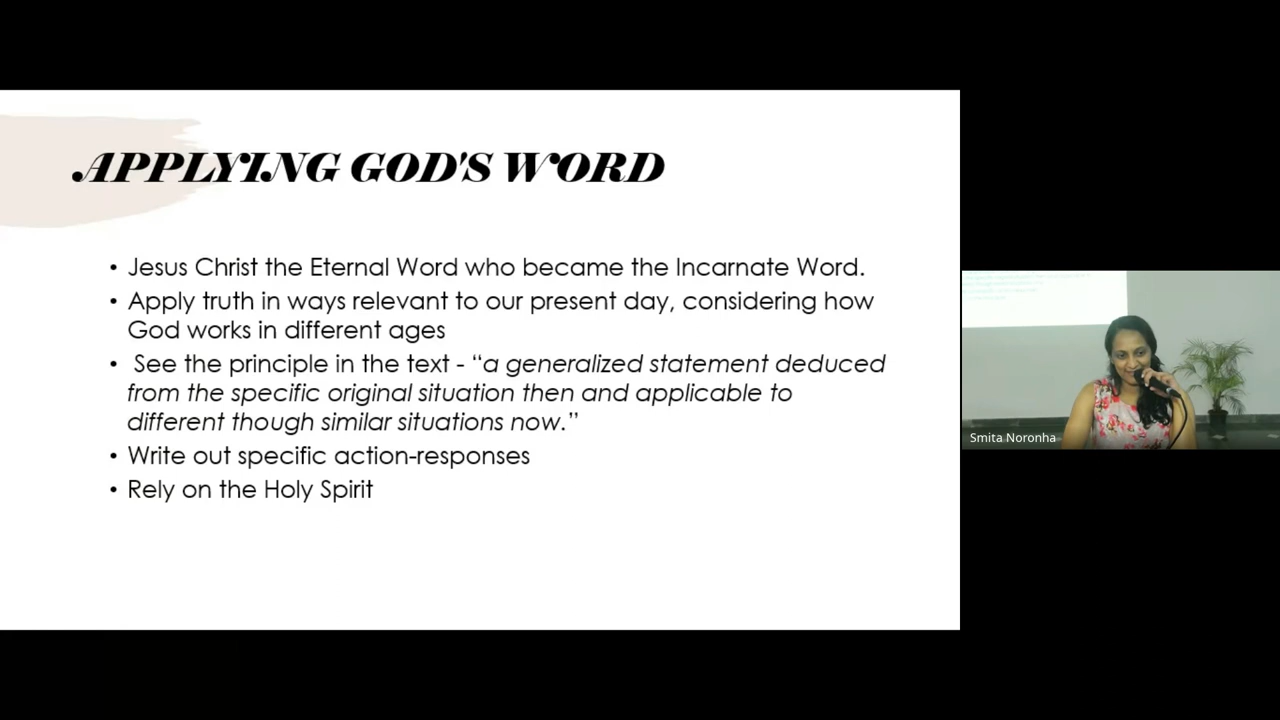 APPLYING GOD'S WORD
• Jesus Christ the Eternal Word who became the Incarnate Word.
• Apply truth in ways relevant to our present day, considering how
God works in different ages
• See the principle in the text - “a generalized statement deduced
from the specific original situation then and applicable to
different though similar situations now.”
• Write out specific action-responses
• Rely on the Holy Spirit
Smita Noronha